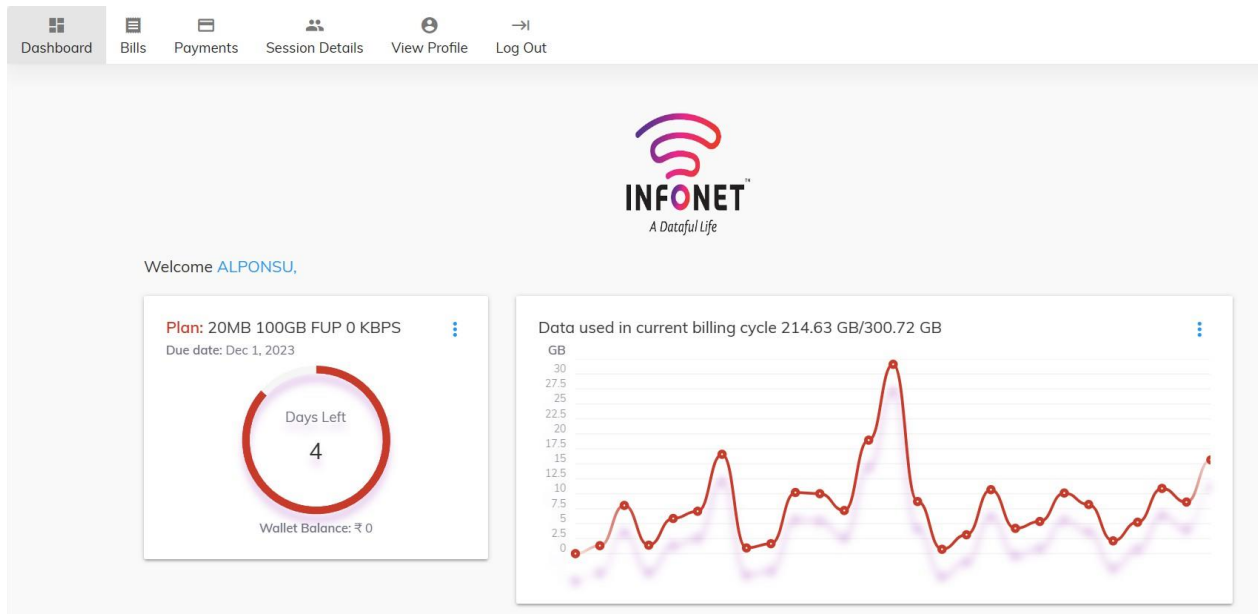 Dashboard Bills Payments Session Details View Profile Log Out
INFONET™
A Dataful Life
Welcome ALPONSU,
Plan: 20MB 100GB FUP 0 KBPS
Due date: Dec 1, 2023
Days Left
4
Wallet Balance: ₹ 0
Data used in current billing cycle 214.63 GB/300.72 GB
GB
30
27.5
25
22.5
20
17.5
15
12.5
10
7.5
5
2.5
0